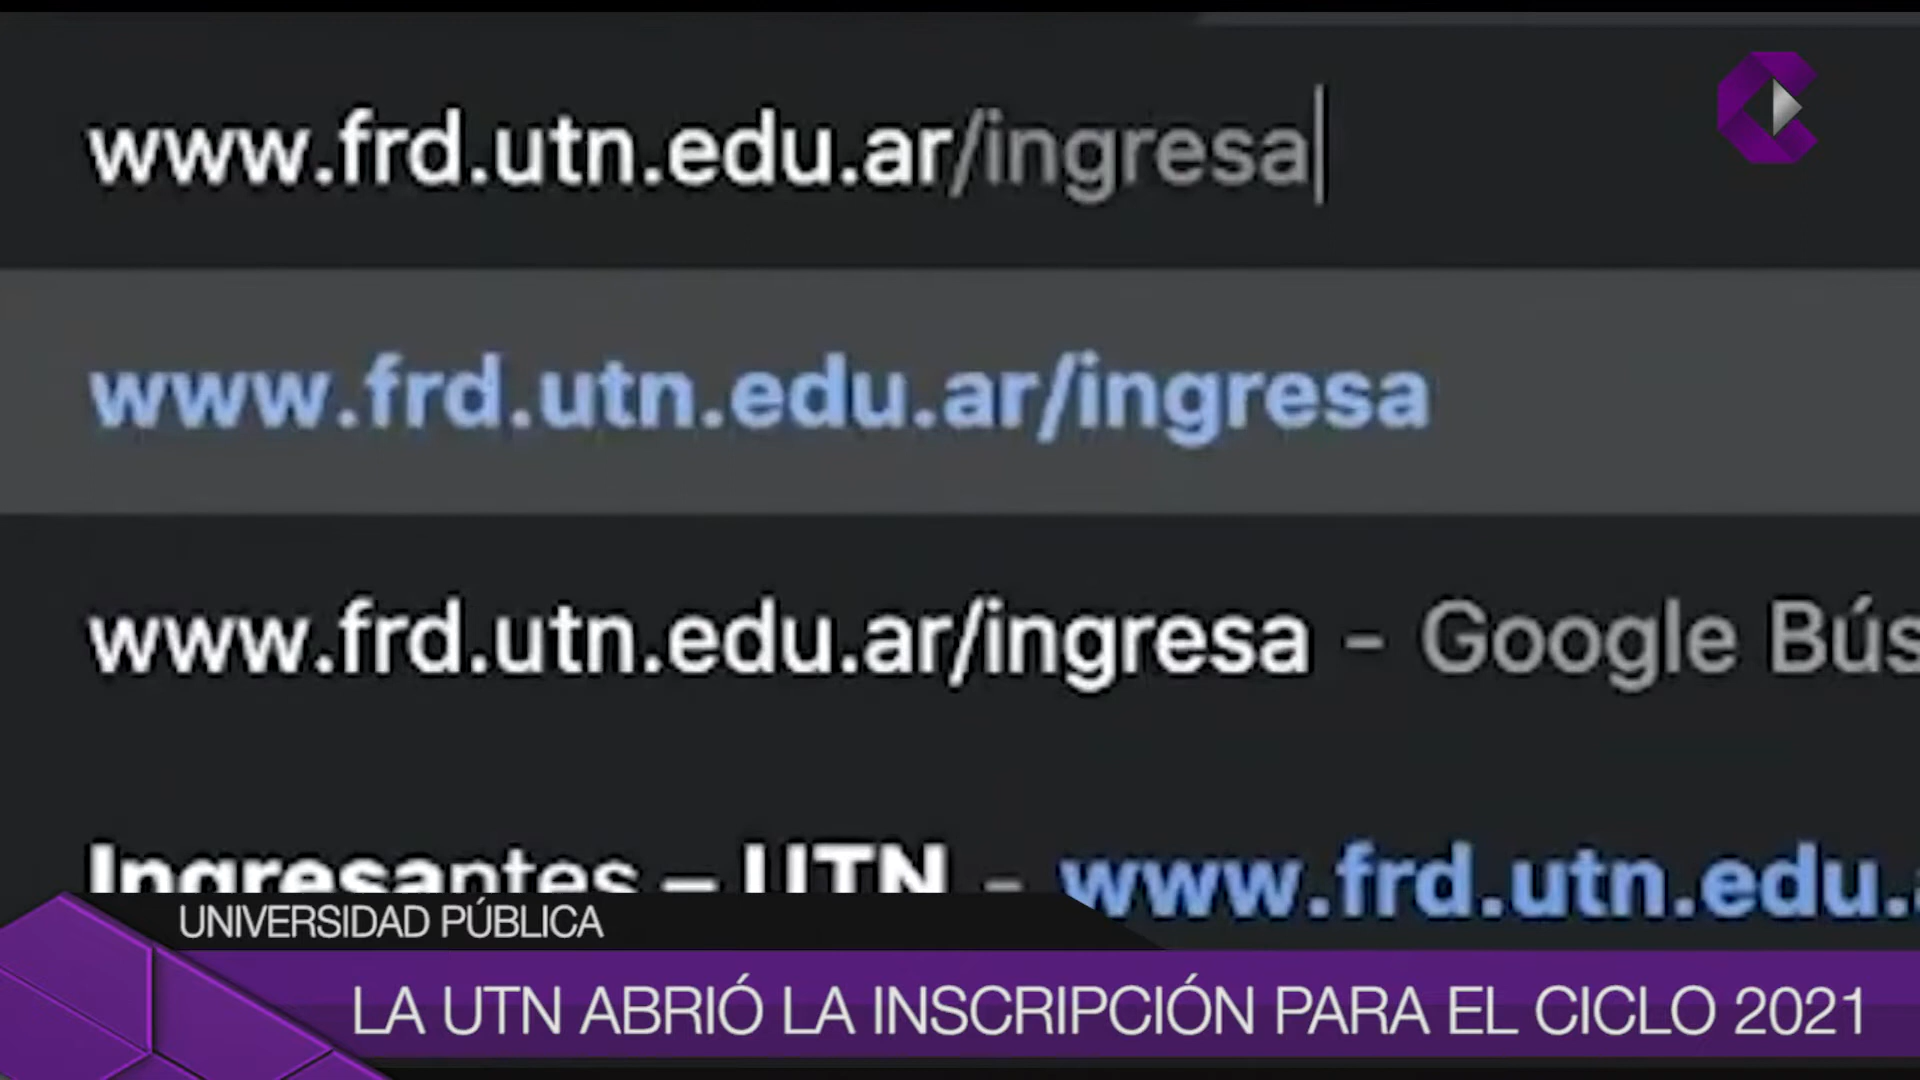 www.frd.utn.edu.ar/ingresa
www.frd.utn.edu.ar/ingresa
www.frd.utn.edu.ar/ingresa - Google Bús
Ingresantes – UTN - www.frd.utn.edu.
UNIVERSIDAD PÚBLICA
LA UTN ABRIÓ LA INSCRIPCIÓN PARA EL CICLO 2021